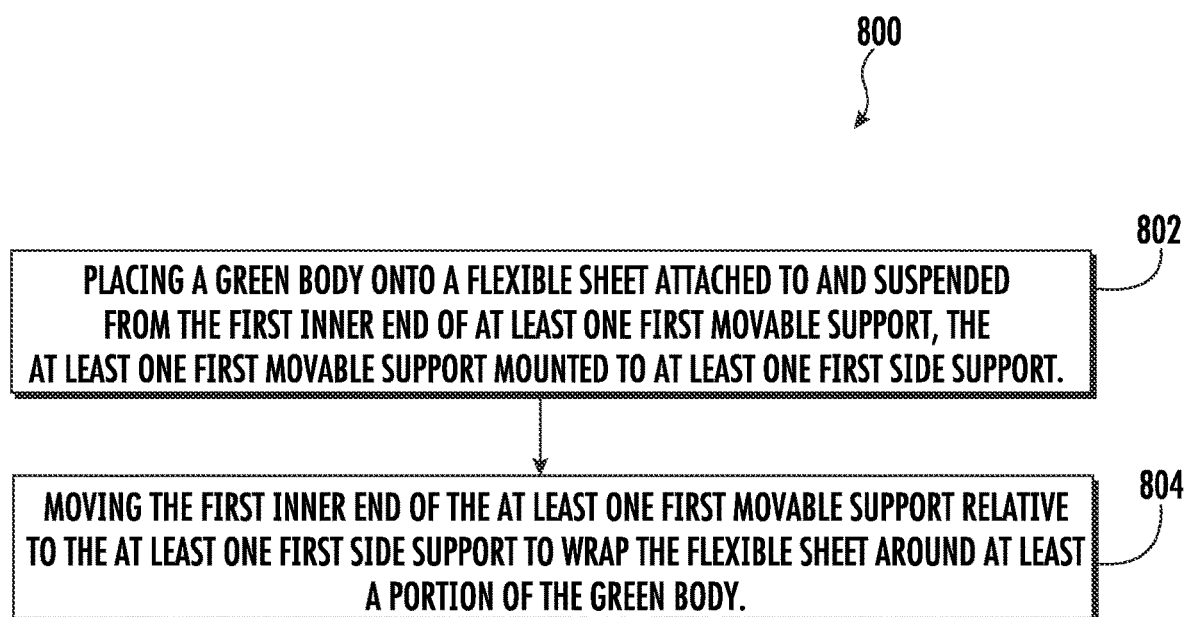 800
802
PLACING A GREEN BODY ONTO A FLEXIBLE SHEET ATTACHED TO AND SUSPENDED
FROM THE FIRST INNER END OF AT LEAST ONE FIRST MOVABLE SUPPORT, THE
AT LEAST ONE FIRST MOVABLE SUPPORT MOUNTED TO AT LEAST ONE FIRST SIDE SUPPORT.
804
MOVING THE FIRST INNER END OF THE AT LEAST ONE FIRST MOVABLE SUPPORT RELATIVE
TO THE AT LEAST ONE FIRST SIDE SUPPORT TO WRAP THE FLEXIBLE SHEET AROUND AT LEAST
A PORTION OF THE GREEN BODY.